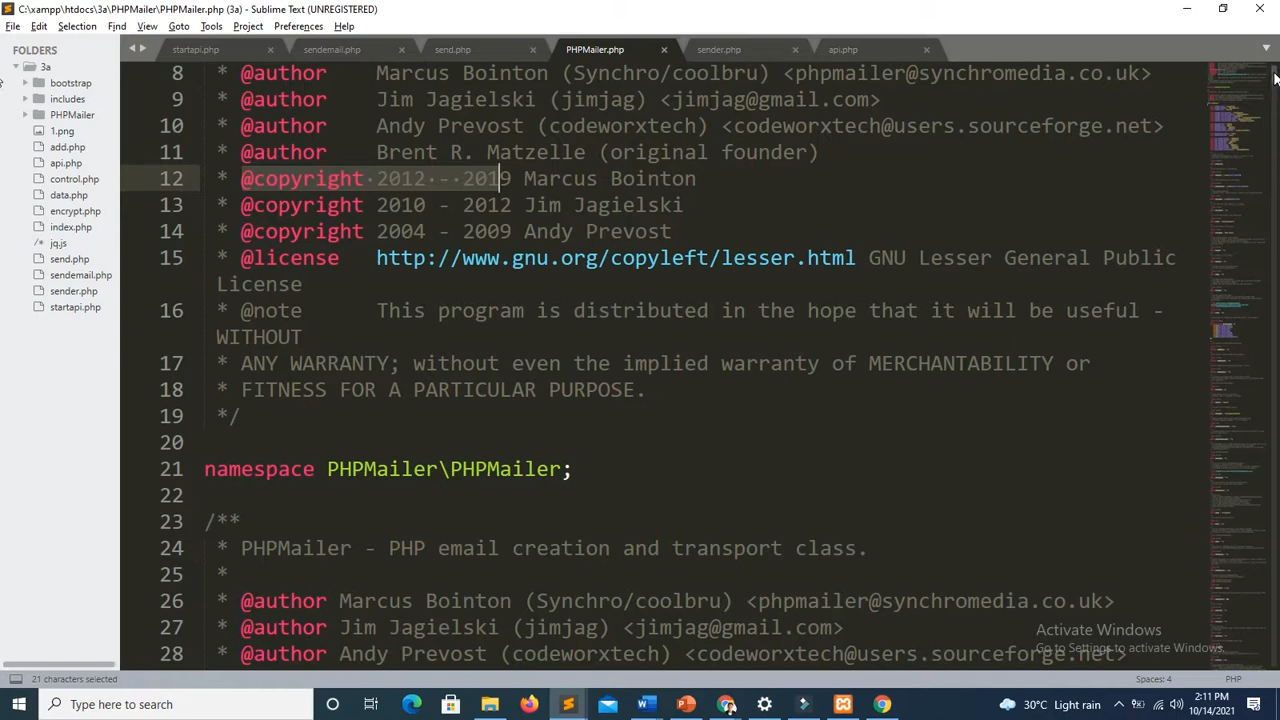 C:\xampp\htdocs\3a\PHPMailer\PHPMailer.php (3a) - Sublime Text (UNREGISTERED)
File Edit Selection Find View Goto Tools Project Preferences Help
FOLDERS
3a
bootstrap
includes
PHPMailer
1.png
add.php
api.php
control.php
data.php
encrypt.php
index.php
jq.js
send.php
sendemail.php
sender.php
startapi.php
startapi.php sendemail.php send.php PHPMailer.php sender.php api.php
8 * @author Marcus Bointon (Synchro/coolbru) <phpmailer@synchromedia.co.uk>
9 * @author Jim Jagielski (jimjag) <jimjag@gmail.com>
10 * @author Andy Prevost (codeworxtech) <codeworxtech@users.sourceforge.net>
11 * @author Brent R. Matzelle (original founder)
12 * @copyright 2012 - 2019 Marcus Bointon
13 * @copyright 2010 - 2012 Jim Jagielski
14 * @copyright 2004 - 2009 Andy Prevost
15 * @license http://www.gnu.org/copyleft/lesser.html GNU Lesser General Public
License
16 * @note This program is distributed in the hope that it will be useful -
WITHOUT
17 * ANY WARRANTY; without even the implied warranty of MERCHANTABILITY or
18 * FITNESS FOR A PARTICULAR PURPOSE.
19 */
20
21 namespace PHPMailer\PHPMailer;
22
23 /**
24 * PHPMailer - PHP email creation and transport class.
25 *
26 * @author Marcus Bointon (Synchro/coolbru) <phpmailer@synchromedia.co.uk>
27 * @author Jim Jagielski (jimjag) <jimjag@gmail.com>
28 * @author Andy Prevost (codeworxtech) <codeworxtech@users.sourceforge.net>
Activate Windows
Go to Settings to activate Windows.
21 characters selected
Spaces: 4 PHP
Type here to search
30°C Light rain
2:11 PM
10/14/2021